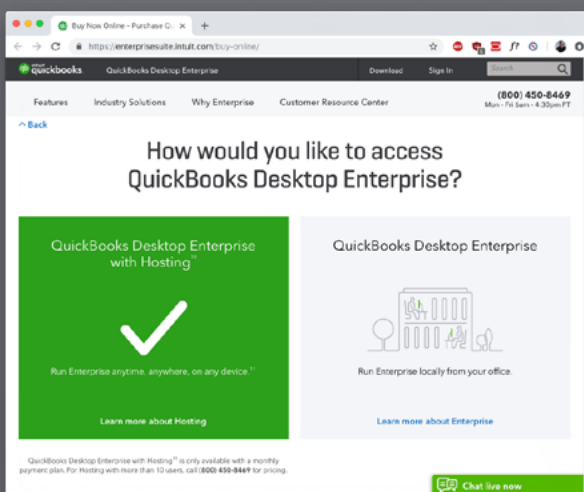 Buy Now Online - Purchase Qu
https://enterprisesuite.intuit.com/buy-online/
intuit
quickbooks
QuickBooks Desktop Enterprise
Download
Sign In
Search
Features
Industry Solutions
Why Enterprise
Customer Resource Center
(800) 450-8469
Mon - Fri 6am - 4:30pm PT
Back
How would you like to access
QuickBooks Desktop Enterprise?
QuickBooks Desktop Enterprise
with Hosting
Run Enterprise anytime, anywhere, on any device.
Learn more about Hosting
QuickBooks Desktop Enterprise
Run Enterprise locally from your office.
Learn more about Enterprise
QuickBooks Desktop Enterprise with Hosting is only available with a monthly
payment plan. For Hosting with more than 10 users, call (800) 450-8469 for pricing.
Chat live now